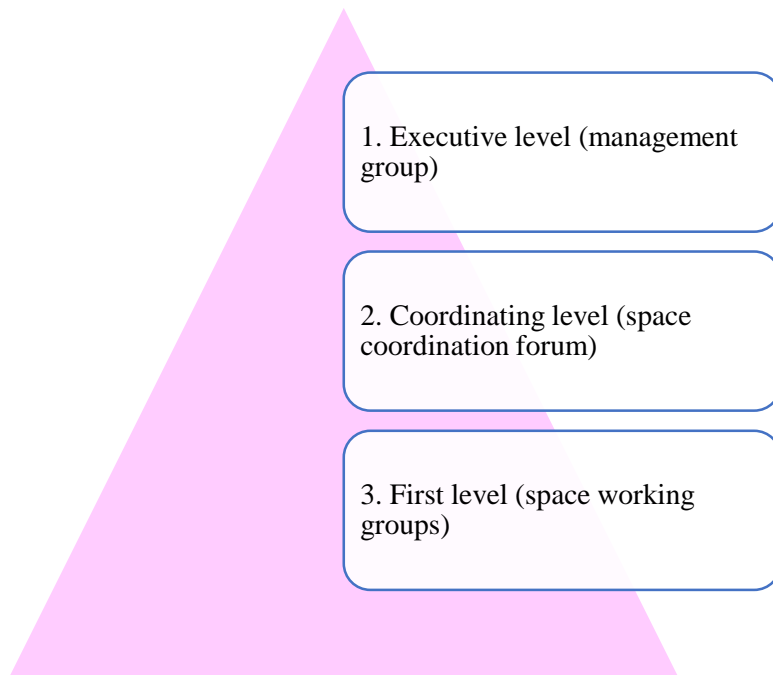 1. Executive level (management
group)
2. Coordinating level (space
coordination forum)
3. First level (space working
groups)